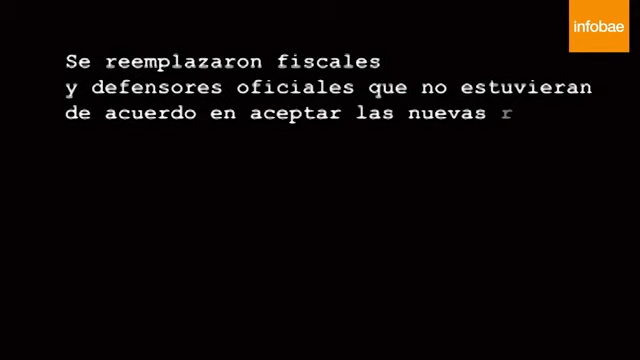 infobae
Se reemplazaron fiscales
y defensores oficiales que no estuvieran
de acuerdo en aceptar las nuevas r